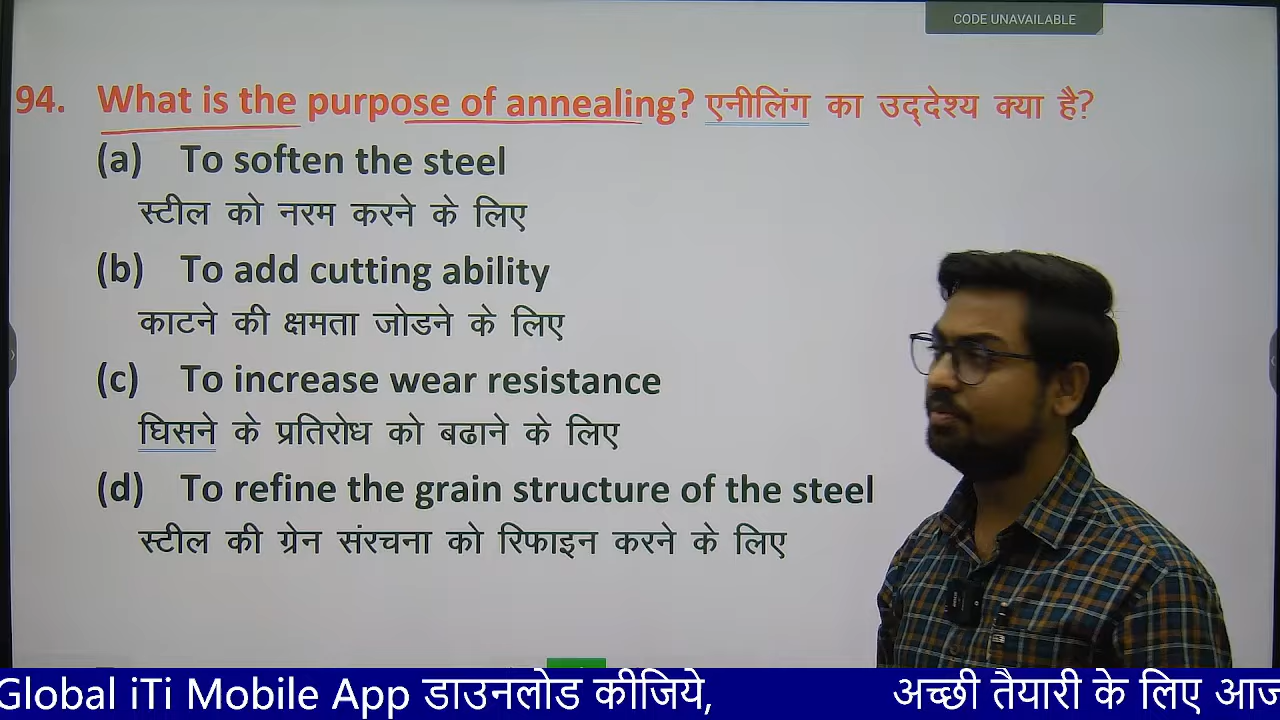 CODE UNAVAILABLE
94. What is the purpose of annealing? एनीलिंग का उद्देश्य क्या है?
(a) To soften the steel
स्टील को नरम करने के लिए
(b) To add cutting ability
काटने की क्षमता जोडने के लिए
(c) To increase wear resistance
घिसने के प्रतिरोध को बढाने के लिए
(d) To refine the grain structure of the steel
स्टील की ग्रेन संरचना को रिफाइन करने के लिए
Global iTi Mobile App डाउनलोड कीजिये, अच्छी तैयारी के लिए आज